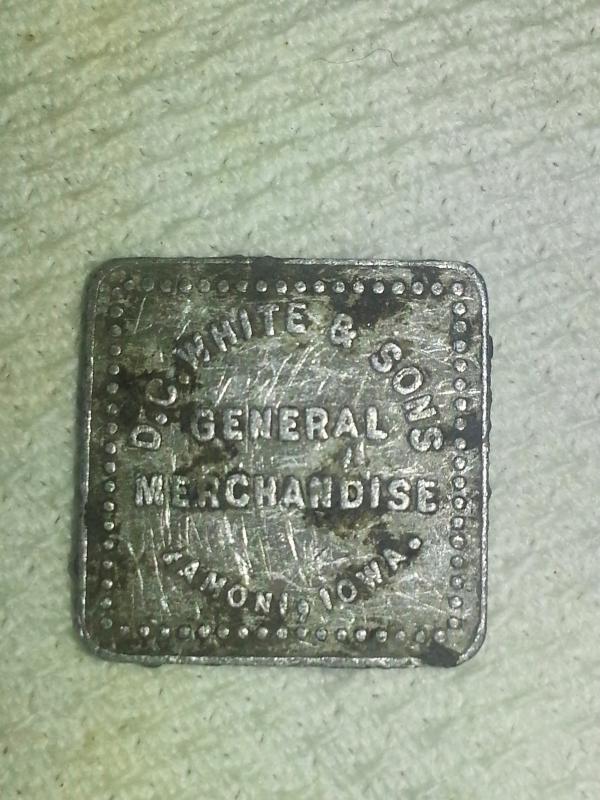 D.C. WHITE & SONS
GENERAL
MERCHANDISE
LAMONI, IOWA.